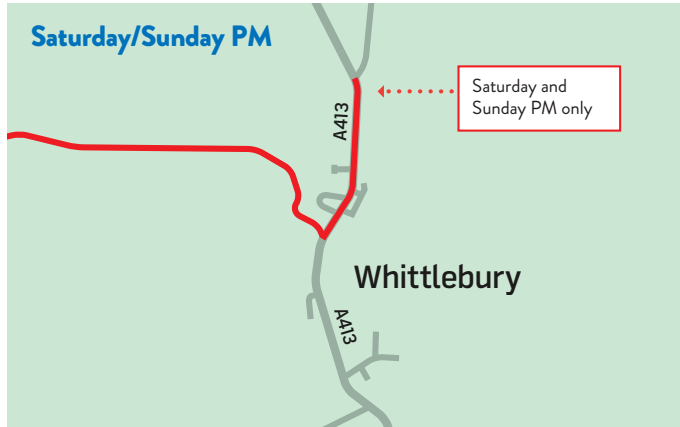 Saturday/Sunday PM
Saturday and
Sunday PM only
A413
Whittlebury
A413